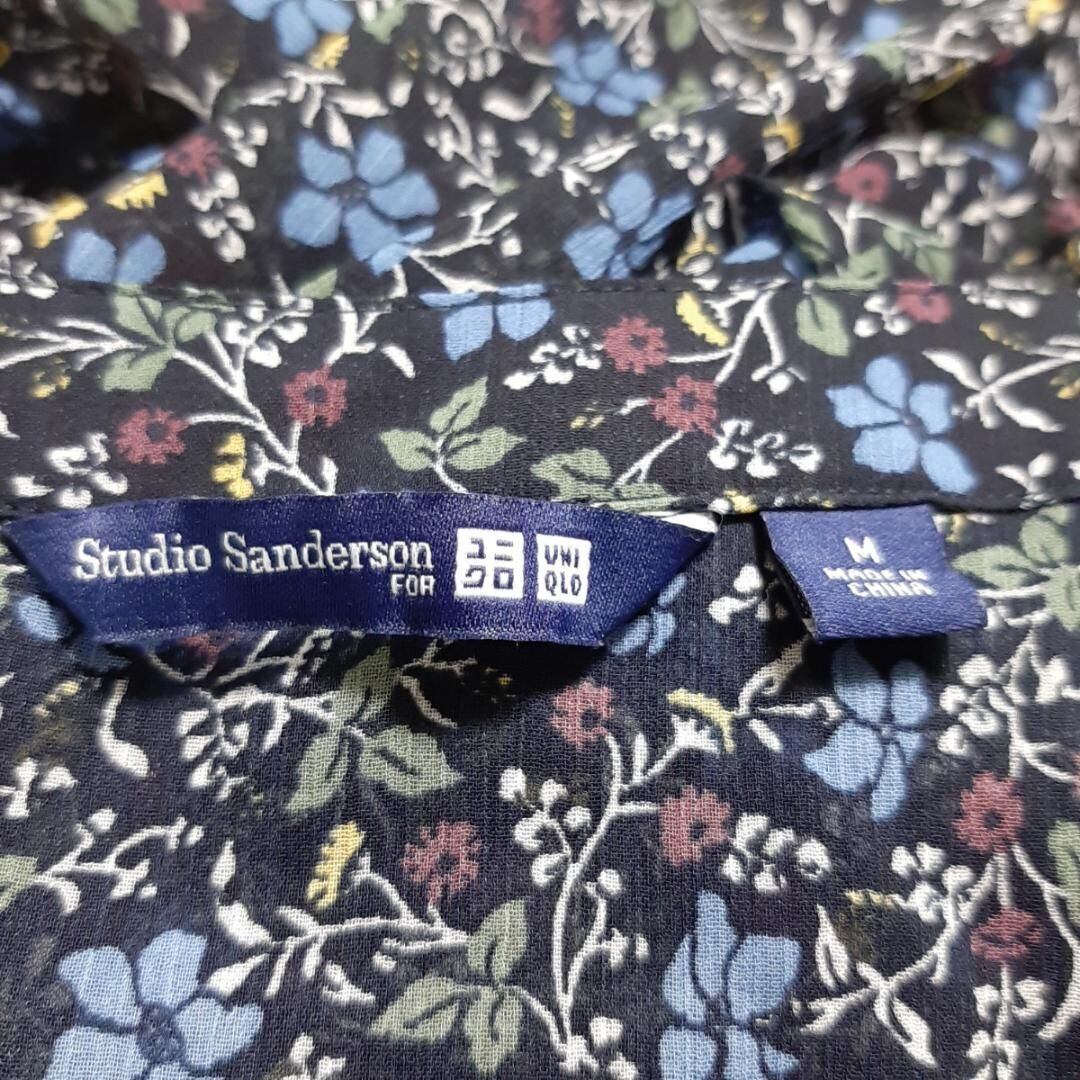 Studio Sanderson
FOR
ユニ
クロ
UNI
QLO
M
MADE IN
CHINA